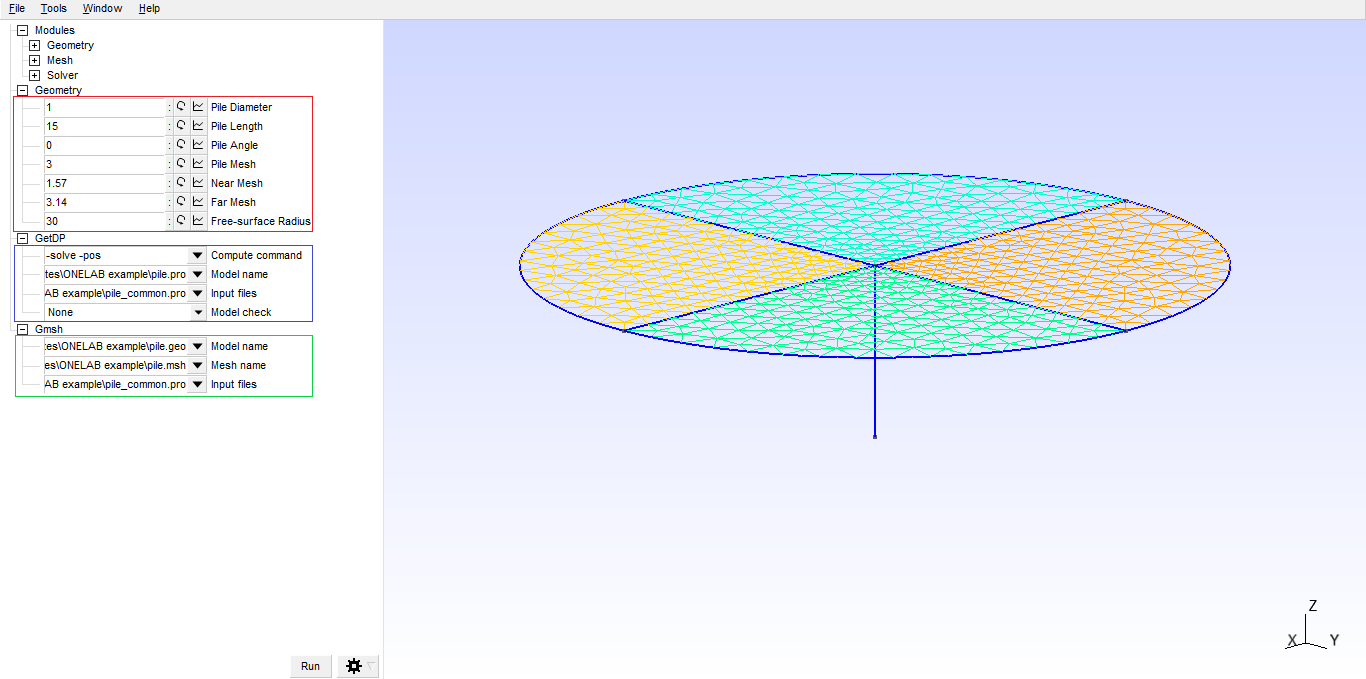 File Tools Window Help
Modules
Geometry
Mesh
Solver
Geometry
1 : Pile Diameter
15 : Pile Length
0 : Pile Angle
3 : Pile Mesh
1.57 : Near Mesh
3.14 : Far Mesh
30 : Free-surface Radius
GetDP
-solve -pos Compute command
tes\ONELAB example\pile.pro Model name
AB example\pile_common.pro Input files
None Model check
Gmsh
tes\ONELAB example\pile.geo Model name
es\ONELAB example\pile.msh Mesh name
AB example\pile_common.pro Input files
Z
X Y
Run